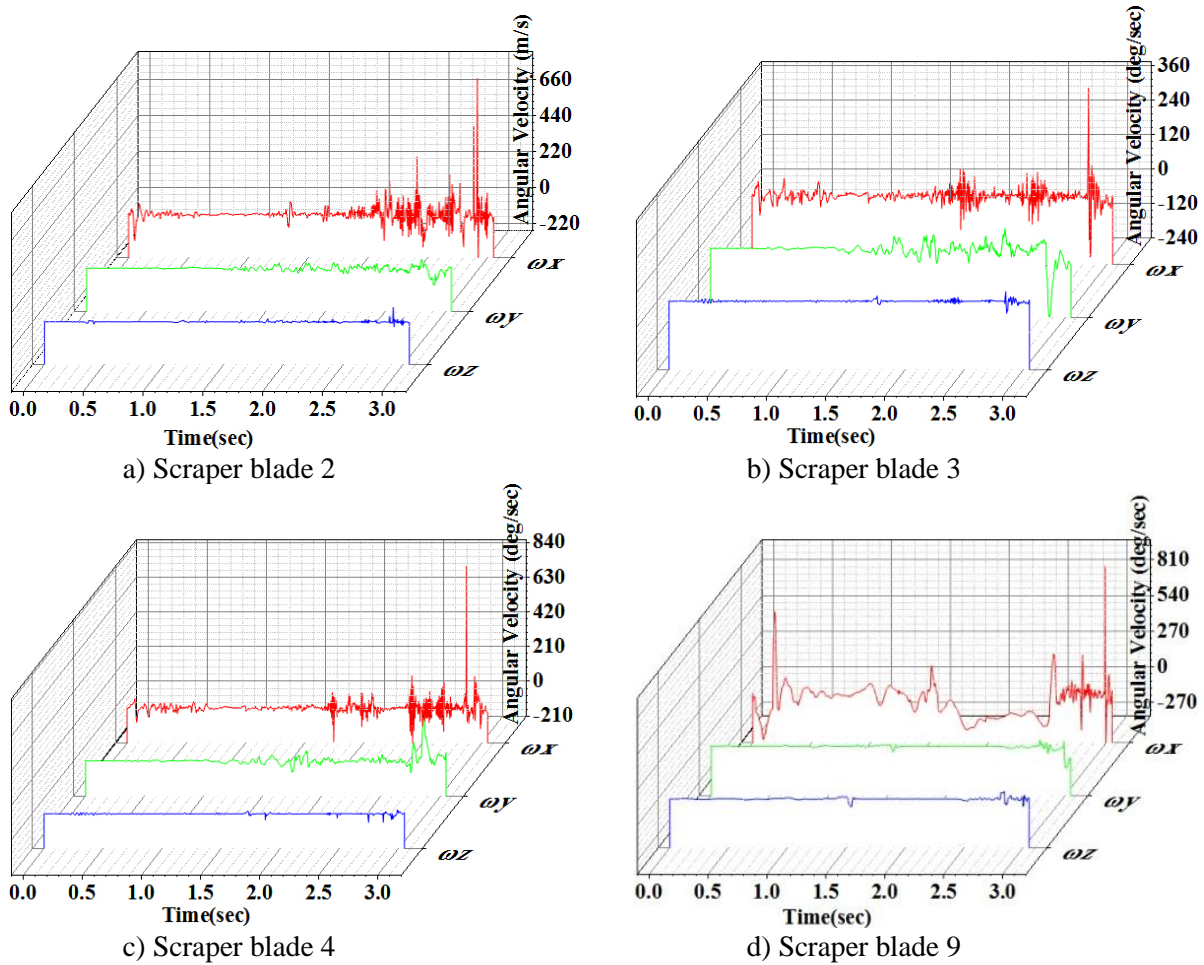 Angular Velocity (m/s)
660
440
220
0
-220
ωx
ωy
ωz
0.0 0.5 1.0 1.5 2.0 2.5 3.0
Time(sec)
a) Scraper blade 2
Angular Velocity (deg/sec)
360
240
120
0
-120
-240
ωx
ωy
ωz
0.0 0.5 1.0 1.5 2.0 2.5 3.0
Time(sec)
b) Scraper blade 3
Angular Velocity (deg/sec)
840
630
420
210
0
-210
ωx
ωy
ωz
0.0 0.5 1.0 1.5 2.0 2.5 3.0
Time(sec)
c) Scraper blade 4
Angular Velocity (deg/sec)
810
540
270
0
-270
ωx
ωy
ωz
0.0 0.5 1.0 1.5 2.0 2.5 3.0
Time(sec)
d) Scraper blade 9